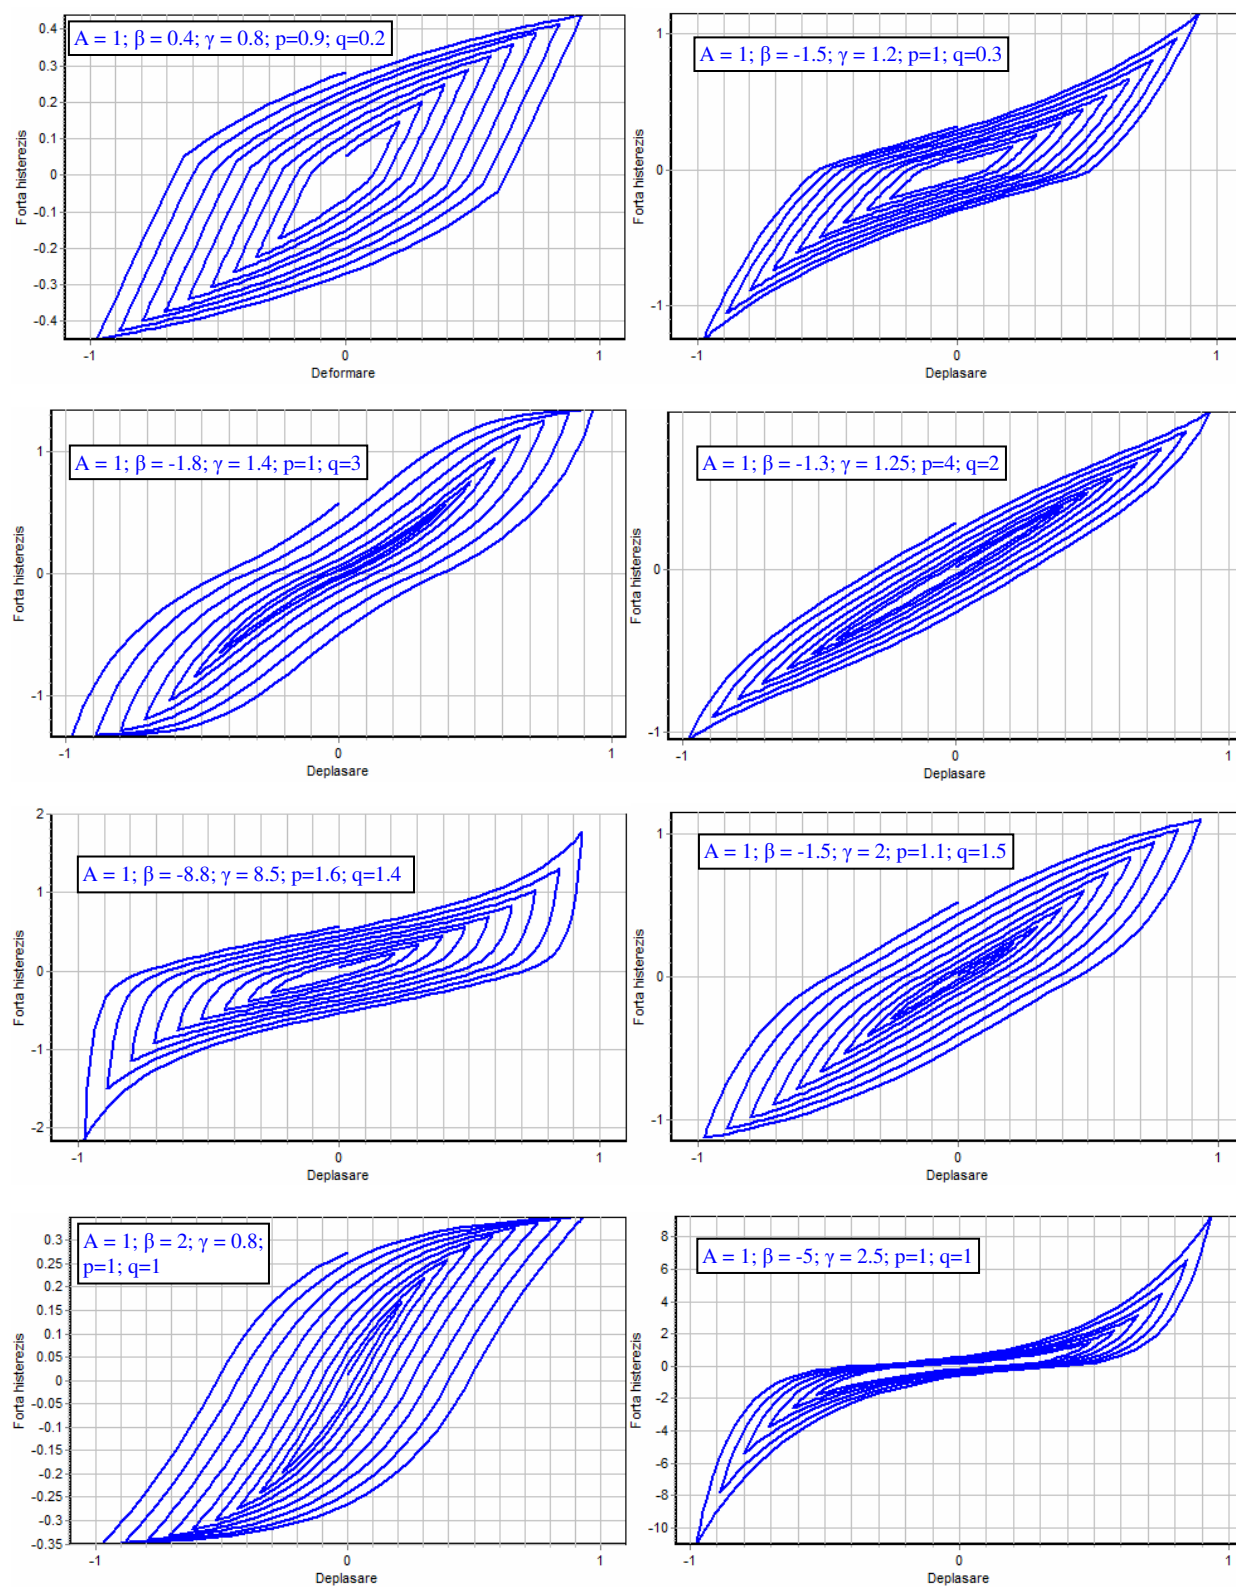 A = 1; β = 0.4; γ = 0.8; p=0.9; q=0.2
0.4
0.3
0.2
0.1
0
-0.1
-0.2
-0.3
-0.4
Forta histerezis
-1
0
1
Deformare
A = 1; β = -1.5; γ = 1.2; p=1; q=0.3
1
0
-1
Forta histerezis
-1
0
1
Deplasare
A = 1; β = -1.8; γ = 1.4; p=1; q=3
1
0
-1
Forta histerezis
-1
0
1
Deplasare
A = 1; β = -1.3; γ = 1.25; p=4; q=2
0
-1
Forta histerezis
-1
0
1
Deplasare
A = 1; β = -8.8; γ = 8.5; p=1.6; q=1.4
2
1
0
-1
-2
Forta histerezis
-1
0
1
Deplasare
A = 1; β = -1.5; γ = 2; p=1.1; q=1.5
1
0
-1
Forta histerezis
-1
0
1
Deplasare
A = 1; β = 2; γ = 0.8;
p=1; q=1
0.3
0.25
0.2
0.15
0.1
0.05
0
-0.05
-0.1
-0.15
-0.2
-0.25
-0.3
-0.35
Forta histerezis
-1
0
1
Deplasare
A = 1; β = -5; γ = 2.5; p=1; q=1
8
6
4
2
0
-2
-4
-6
-8
-10
Forta histerezis
-1
0
1
Deplasare